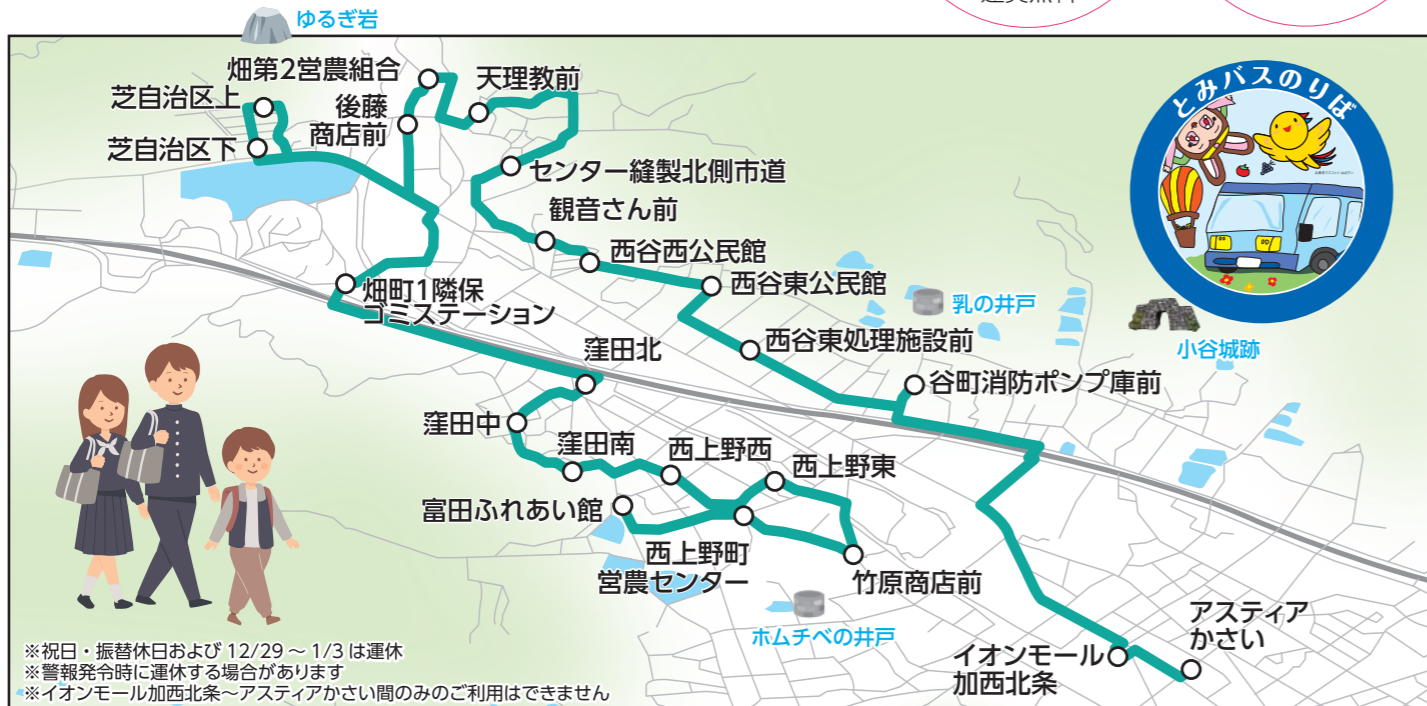 ゆるぎ岩
畑第2営農組合
天理教前
芝自治区上
後藤
商店前
芝自治区下
センター縫製北側市道
観音さん前
西谷西公民館
西谷東公民館
畑町1隣保
ゴミステーション
乳の井戸
西谷東処理施設前
小谷城跡
窪田北
谷町消防ポンプ庫前
窪田中
窪田南
西上野西
西上野東
富田ふれあい館
西上野町
営農センター
竹原商店前
ホムチベの井戸
アスティア
かさい
イオンモール
加西北条
とみバスのりば
※祝日・振替休日および 12/29 ~ 1/3 は運休
※警報発令時に運休する場合があります
※イオンモール加西北条~アスティアかさい間のみのご利用はできません